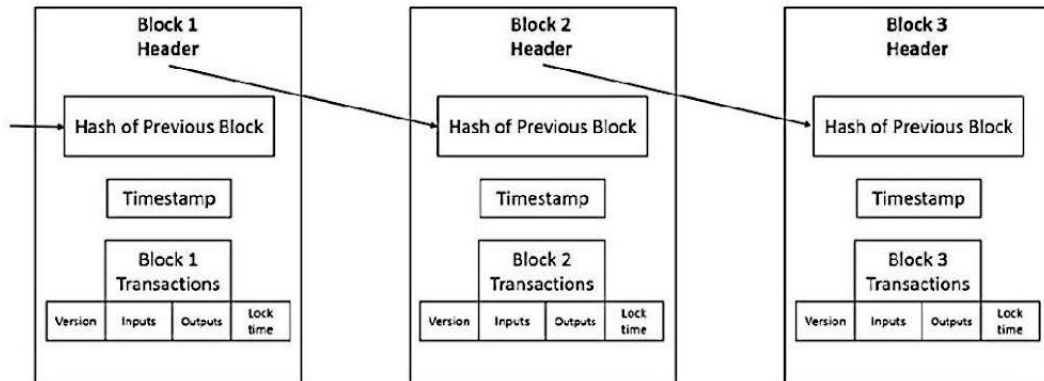 Block 1
Header
Hash of Previous Block
Timestamp
Block 1
Transactions
Version Inputs Outputs Lock time
Block 2
Header
Hash of Previous Block
Timestamp
Block 2
Transactions
Version Inputs Outputs Lock time
Block 3
Header
Hash of Previous Block
Timestamp
Block 3
Transactions
Version Inputs Outputs Lock time